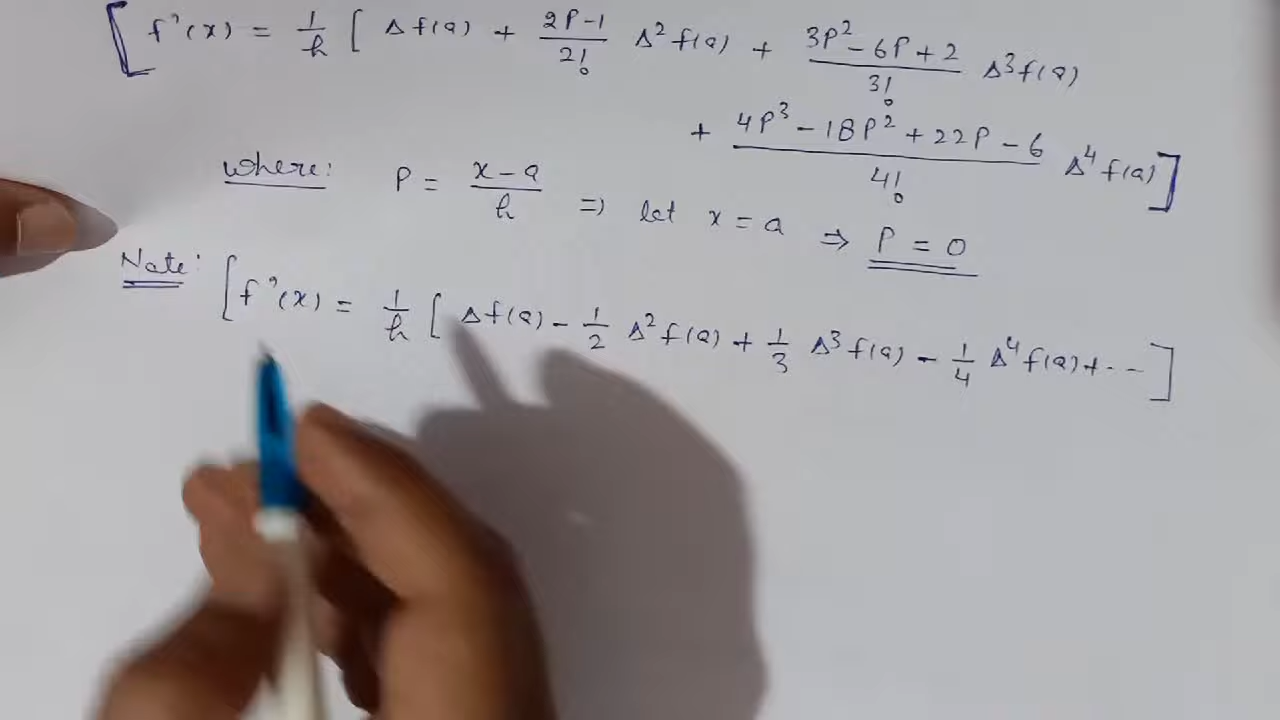 [f'(x) = 1/h [ Δf(a) + (2P-1)/2! Δ²f(a) + (3P² - 6P + 2)/3! Δ³f(a)
+ (4P³ - 18P² + 22P - 6)/4! Δ⁴f(a)]
where: P = (x - a)/h ⇒ let x = a ⇒ P = 0
Note: [f'(x) = 1/h [ Δf(a) - 1/2 Δ²f(a) + 1/3 Δ³f(a) - 1/4 Δ⁴f(a) + ... ]